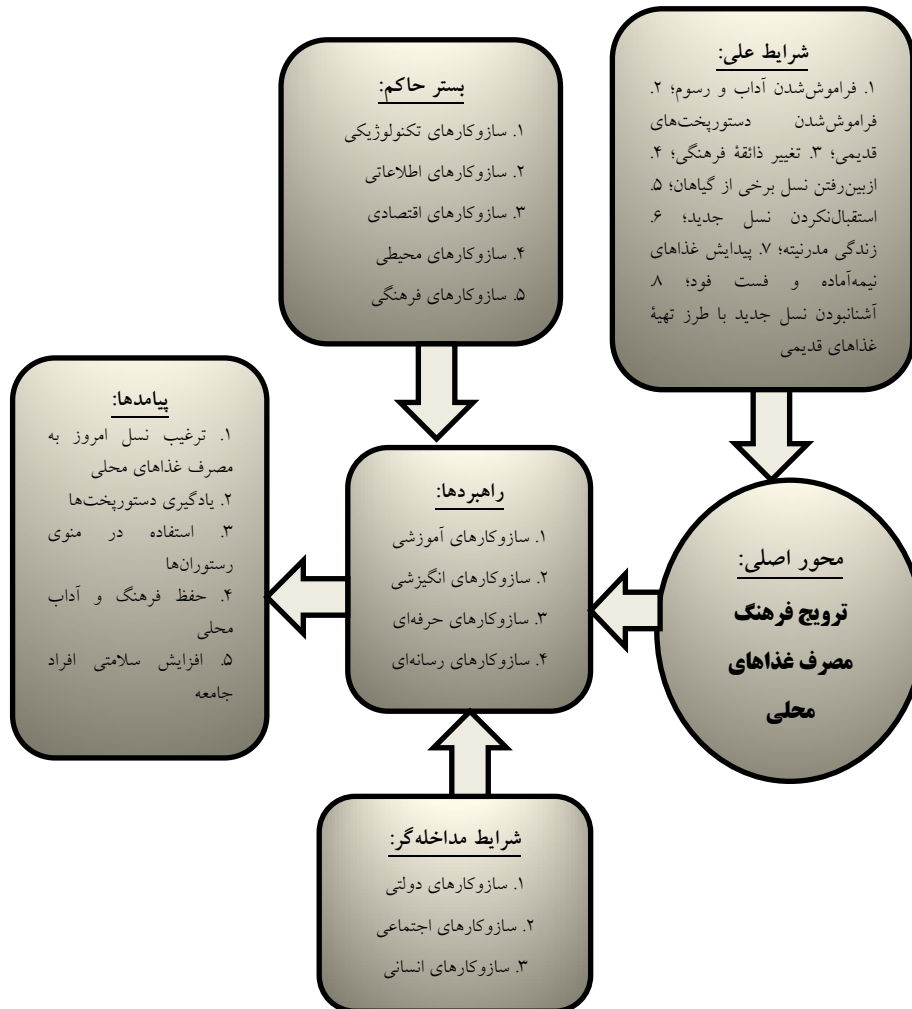 شرایط علی:
۱. فراموش‌شدن آداب و رسوم؛ ۲.
فراموش‌شدن دستورپخت‌های
قدیمی؛ ۳. تغییر ذائقۀ فرهنگی؛ ۴.
ازبین‌رفتن نسل برخی از گیاهان؛ ۵.
استقبال‌نکردن نسل جدید؛ ۶.
زندگی مدرنیته؛ ۷. پیدایش غذاهای
نیمه‌آماده و فست فود؛ ۸.
آشنانبودن نسل جدید با طرز تهیۀ
غذاهای قدیمی
بستر حاکم:
۱. سازوکارهای تکنولوژیکی
۲. سازوکارهای اطلاعاتی
۳. سازوکارهای اقتصادی
۴. سازوکارهای محیطی
۵. سازوکارهای فرهنگی
محور اصلی:
ترویج فرهنگ
مصرف غذاهای
محلی
راهبردها:
۱. سازوکارهای آموزشی
۲. سازوکارهای انگیزشی
۳. سازوکارهای حرفه‌ای
۴. سازوکارهای رسانه‌ای
پیامدها:
۱. ترغیب نسل امروز به
مصرف غذاهای محلی
۲. یادگیری دستورپخت‌ها
۳. استفاده در منوی
رستوران‌ها
۴. حفظ فرهنگ و آداب
محلی
۵. افزایش سلامتی افراد
جامعه
شرایط مداخله‌گر:
۱. سازوکارهای دولتی
۲. سازوکارهای اجتماعی
۳. سازوکارهای انسانی